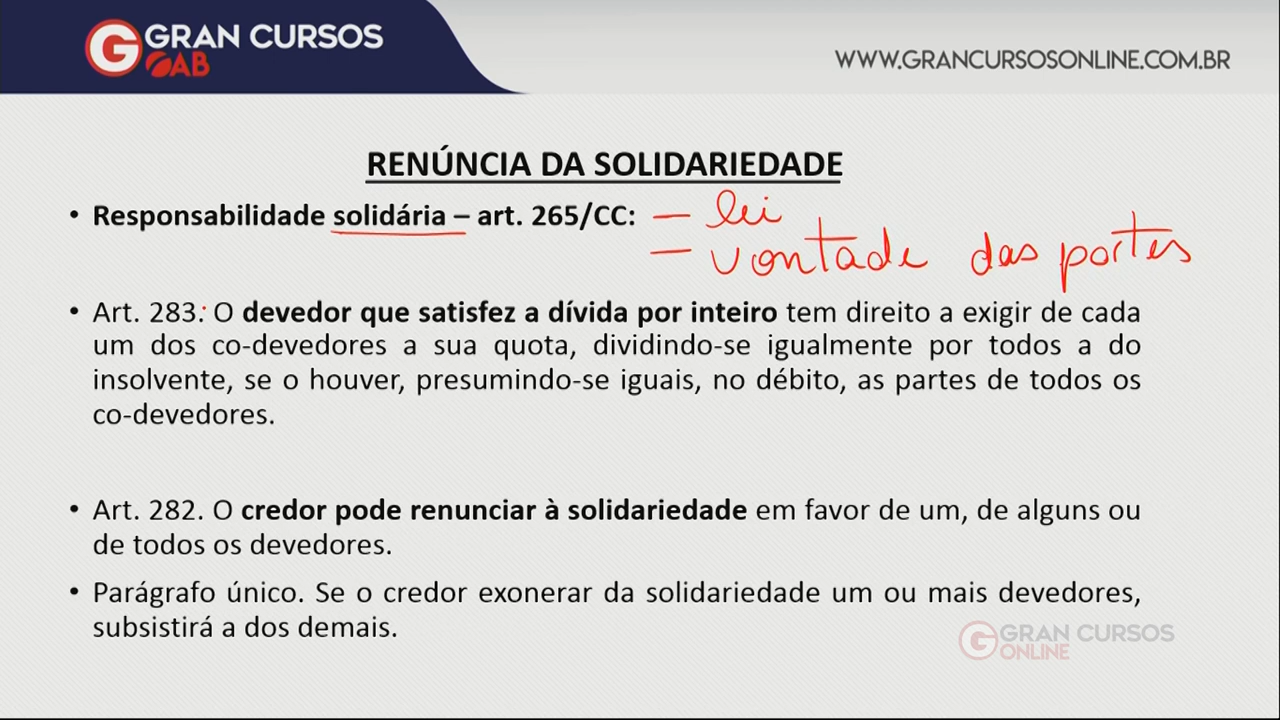 GRAN CURSOS
OAB
WWW.GRANCURSOSONLINE.COM.BR
RENÚNCIA DA SOLIDARIEDADE
• Responsabilidade solidária – art. 265/CC: — lei
— vontade das partes
• Art. 283. O devedor que satisfez a dívida por inteiro tem direito a exigir de cada
um dos co-devedores a sua quota, dividindo-se igualmente por todos a do
insolvente, se o houver, presumindo-se iguais, no débito, as partes de todos os
co-devedores.
• Art. 282. O credor pode renunciar à solidariedade em favor de um, de alguns ou
de todos os devedores.
• Parágrafo único. Se o credor exonerar da solidariedade um ou mais devedores,
subsistirá a dos demais.
GRAN CURSOS
ONLINE